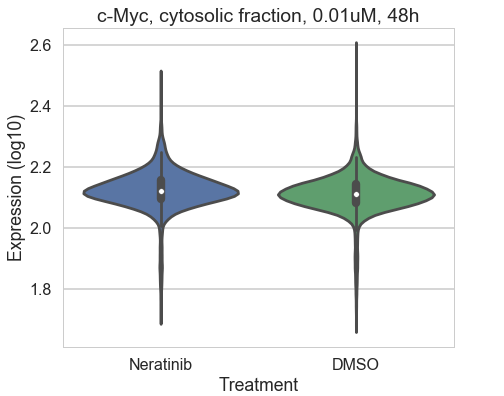 c-Myc, cytosolic fraction, 0.01uM, 48h
2.6
2.4
2.2
2.0
1.8
Expression (log10)
Neratinib DMSO
Treatment